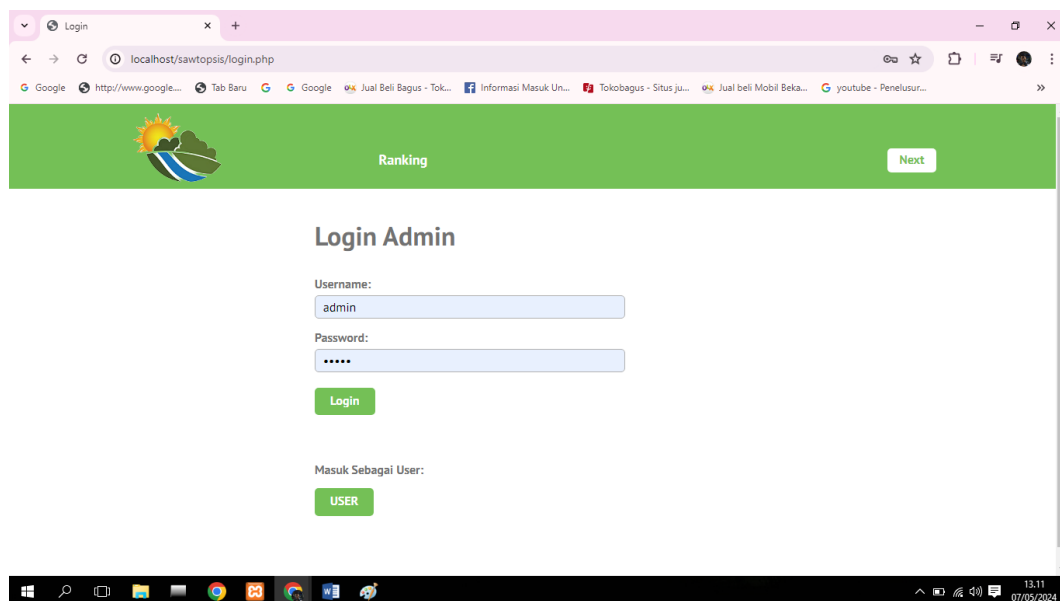 Login
localhost/sawtopsis/login.php
Google http://www.google.... Tab Baru Google Jual Beli Bagus - Tok... Informasi Masuk Un... Tokobagus - Situs ju... Jual beli Mobil Beka... youtube - Penelusur...
Ranking Next
Login Admin
Username:
admin
Password:
•••••
Login
Masuk Sebagai User:
USER
13.11
07/05/2024